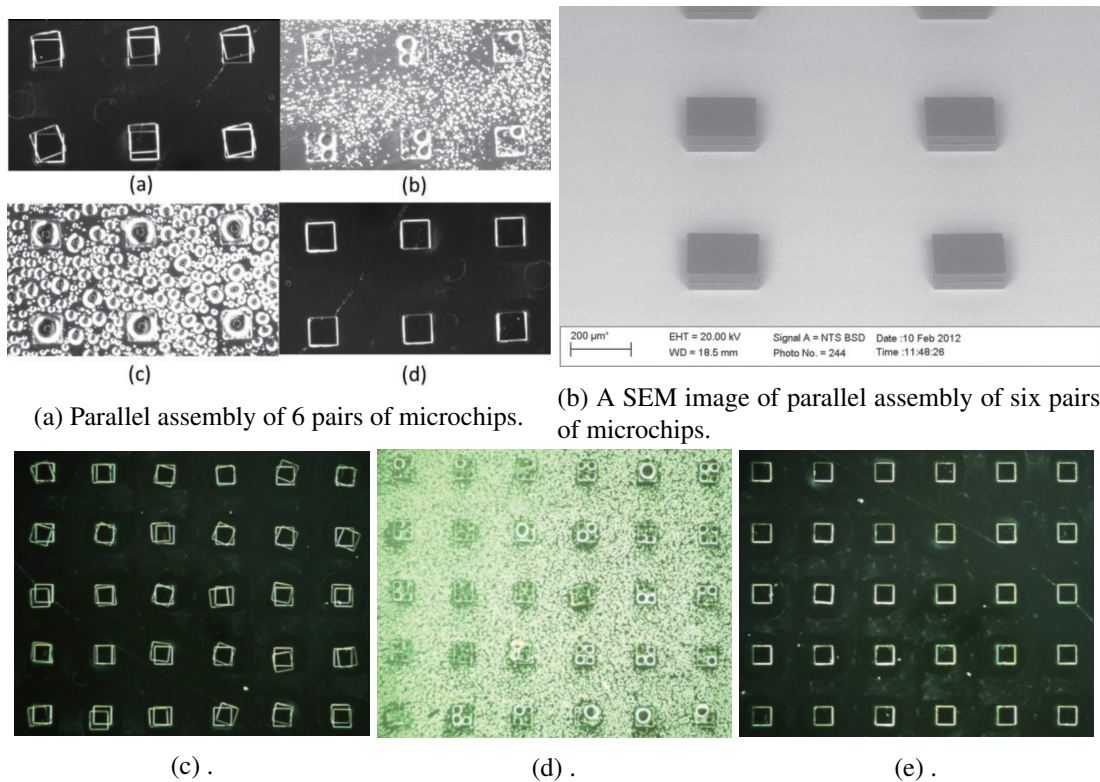 (a)
(b)
(c)
(d)
200 µm*
EHT = 20.00 kV
Signal A = NTS BSD
Date :10 Feb 2012
WD = 18.5 mm
Photo No. = 244
Time :11:48:26
(a) Parallel assembly of 6 pairs of microchips.
(b) A SEM image of parallel assembly of six pairs
of microchips.
(c) .
(d) .
(e) .